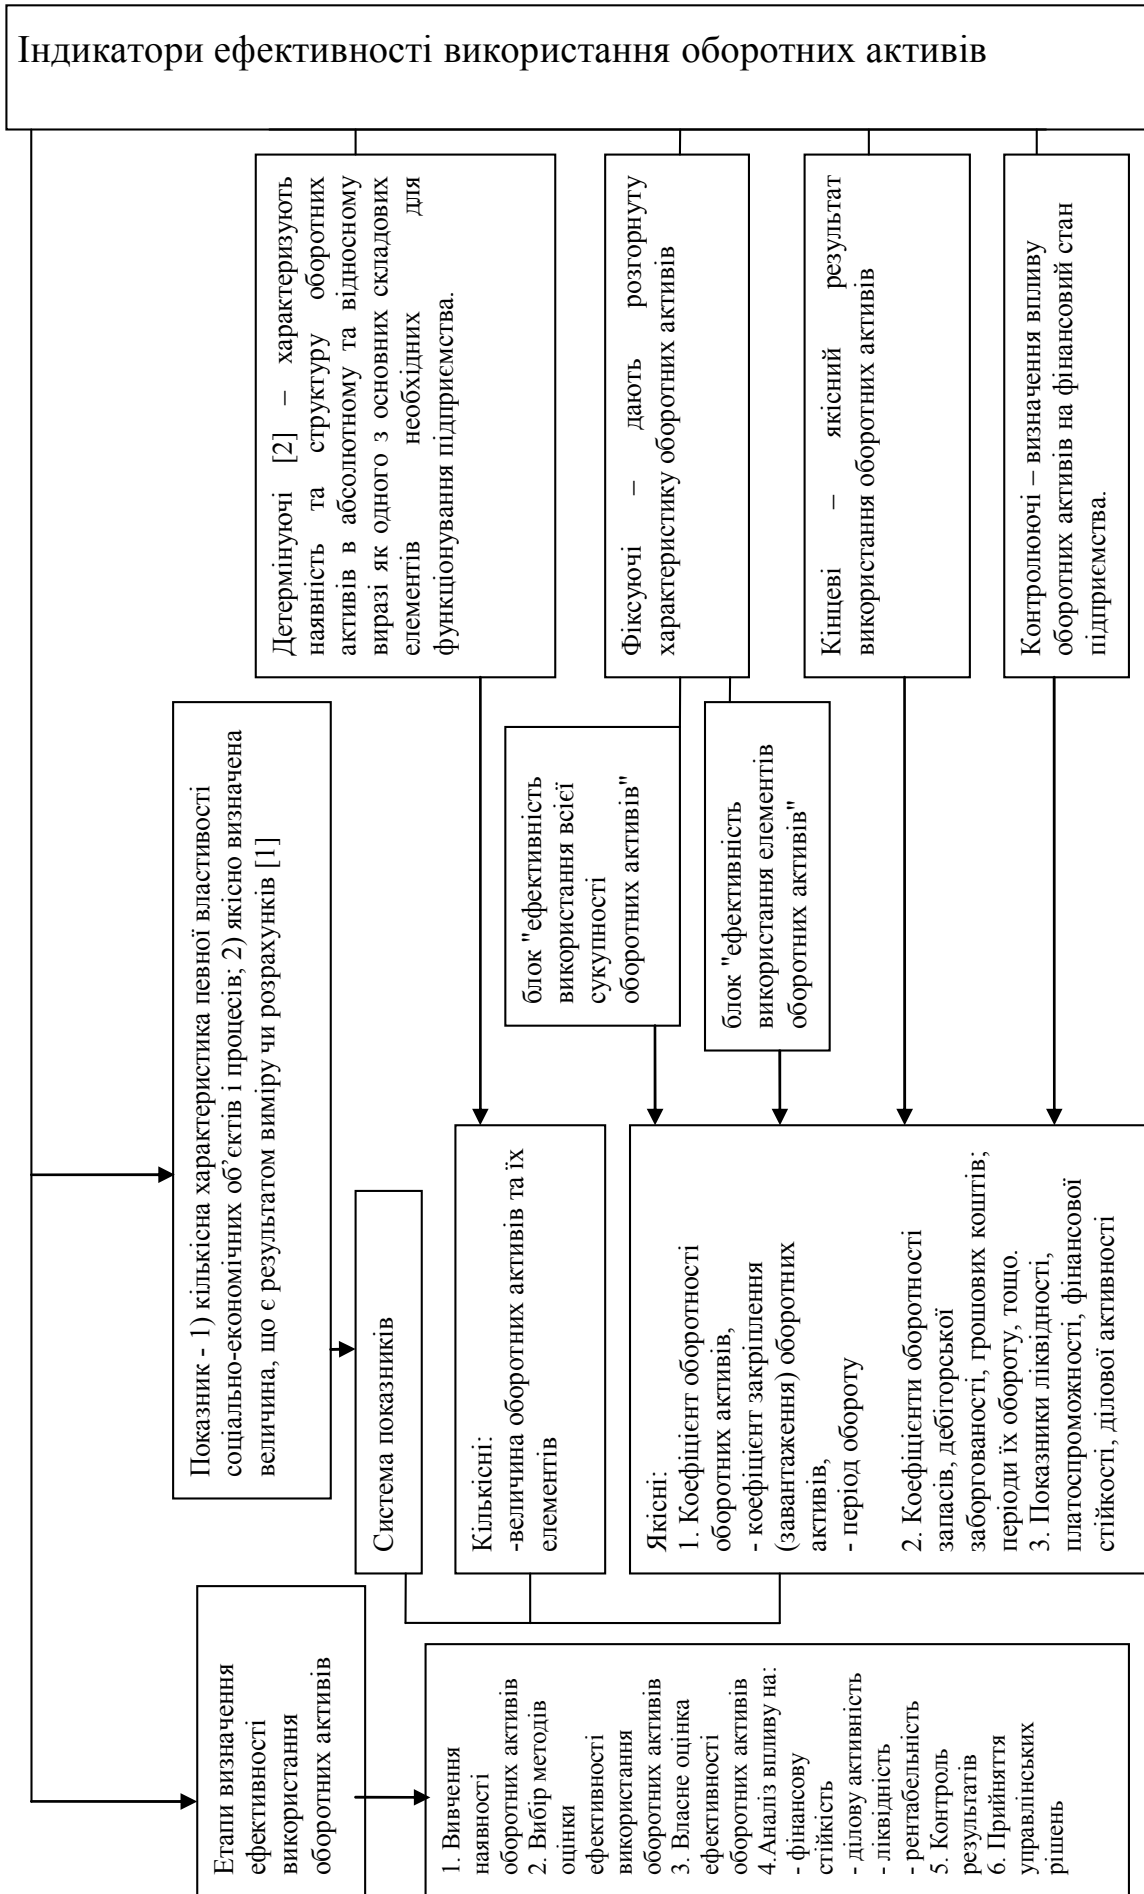 Індикатори ефективності використання оборотних активів
Етапи визначення
ефективності
використання
оборотних активів
1. Вивчення
наявності
оборотних активів
2. Вибір методів
оцінки
ефективності
використання
оборотних активів
3. Власне оцінка
ефективності
оборотних активів
4.Аналіз впливу на:
- фінансову
стійкість
- ділову активність
- ліквідність
- рентабельність
5. Контроль
результатів
6. Прийняття
управлінських
рішень
Показник - 1) кількісна характеристика певної властивості
соціально-економічних об’єктів і процесів; 2) якісно визначена
величина, що є результатом виміру чи розрахунків [1]
Система показників
Кількісні:
-величина оборотних активів та їх
елементів
Якісні:
1. Коефіцієнт оборотності
оборотних активів,
- коефіцієнт закріплення
(завантаження) оборотних
активів,
- період обороту
2. Коефіцієнти оборотності
запасів, дебіторської
заборгованості, грошових коштів;
періоди їх обороту, тощо.
3. Показники ліквідності,
платоспроможності, фінансової
стійкості, ділової активності
блок "ефективність
використання всієї
сукупності
оборотних активів"
блок "ефективність
використання елементів
оборотних активів"
Детермінуючі [2] – характеризують
наявність та структуру оборотних
активів в абсолютному та відносному
виразі як одного з основних складових
елементів необхідних для
функціонування підприємства.
Фіксуючі – дають розгорнуту
характеристику оборотних активів
Кінцеві – якісний результат
використання оборотних активів
Контролюючі – визначення впливу
оборотних активів на фінансовий стан
підприємства.